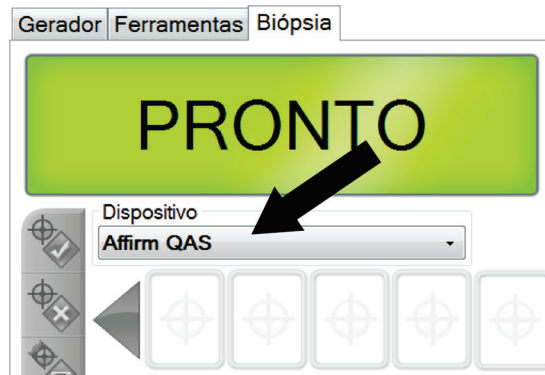 Gerador Ferramentas Biópsia
PRONTO
Dispositivo
Affirm QAS